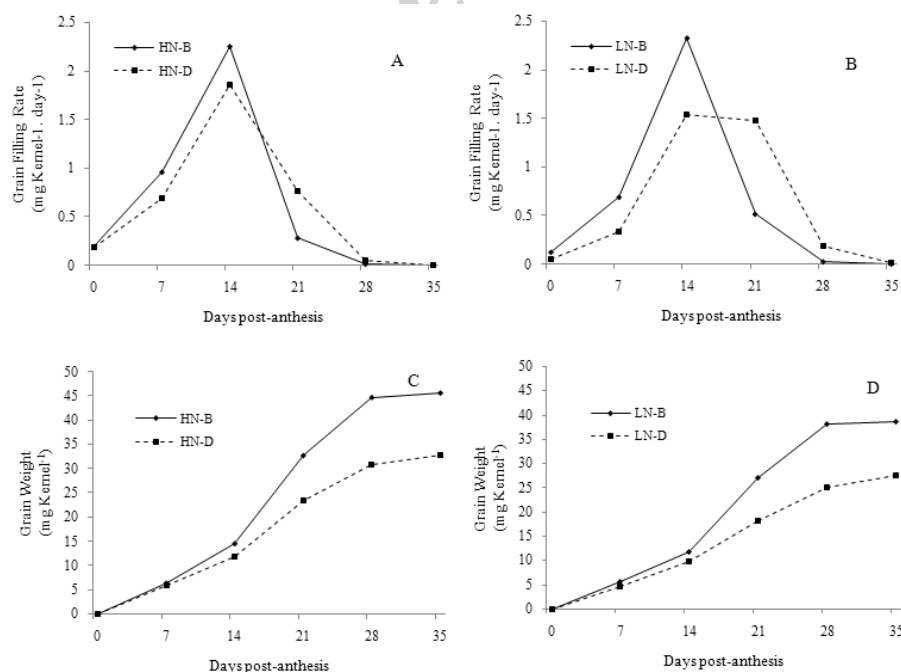 A
HN-B
HN-D
Grain Filling Rate
(mg Kernel-1. day-1)
2.5
2
1.5
1
0.5
0
0 7 14 21 28 35
Days post-anthesis
B
LN-B
LN-D
Grain Filling Rate
(mg Kernel-1. day-1)
2.5
2
1.5
1
0.5
0
0 7 14 21 28 35
Days post-anthesis
C
HN-B
HN-D
Grain Weight
(mg Kernel-1)
50
45
40
35
30
25
20
15
10
5
0
0 7 14 21 28 35
Days post-anthesis
D
LN-B
LN-D
Grain Weight
(mg Kernel-1)
50
45
40
35
30
25
20
15
10
5
0
0 7 14 21 28 35
Days post-anthesis